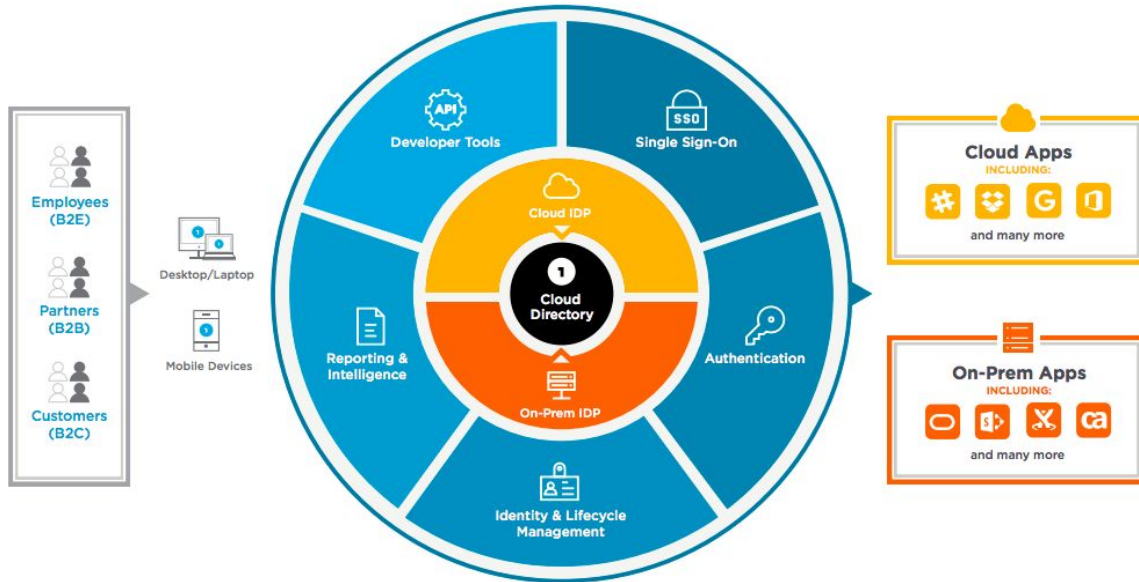 Employees
(B2E)
Partners
(B2B)
Customers
(B2C)
Desktop/Laptop
Mobile Devices
API
Developer Tools
SSO
Single Sign-On
Cloud IDP
1
Cloud
Directory
On-Prem IDP
Reporting &
Intelligence
Authentication
Identity & Lifecycle
Management
Cloud Apps
INCLUDING:
G
and many more
On-Prem Apps
INCLUDING:
S
X
ca
and many more